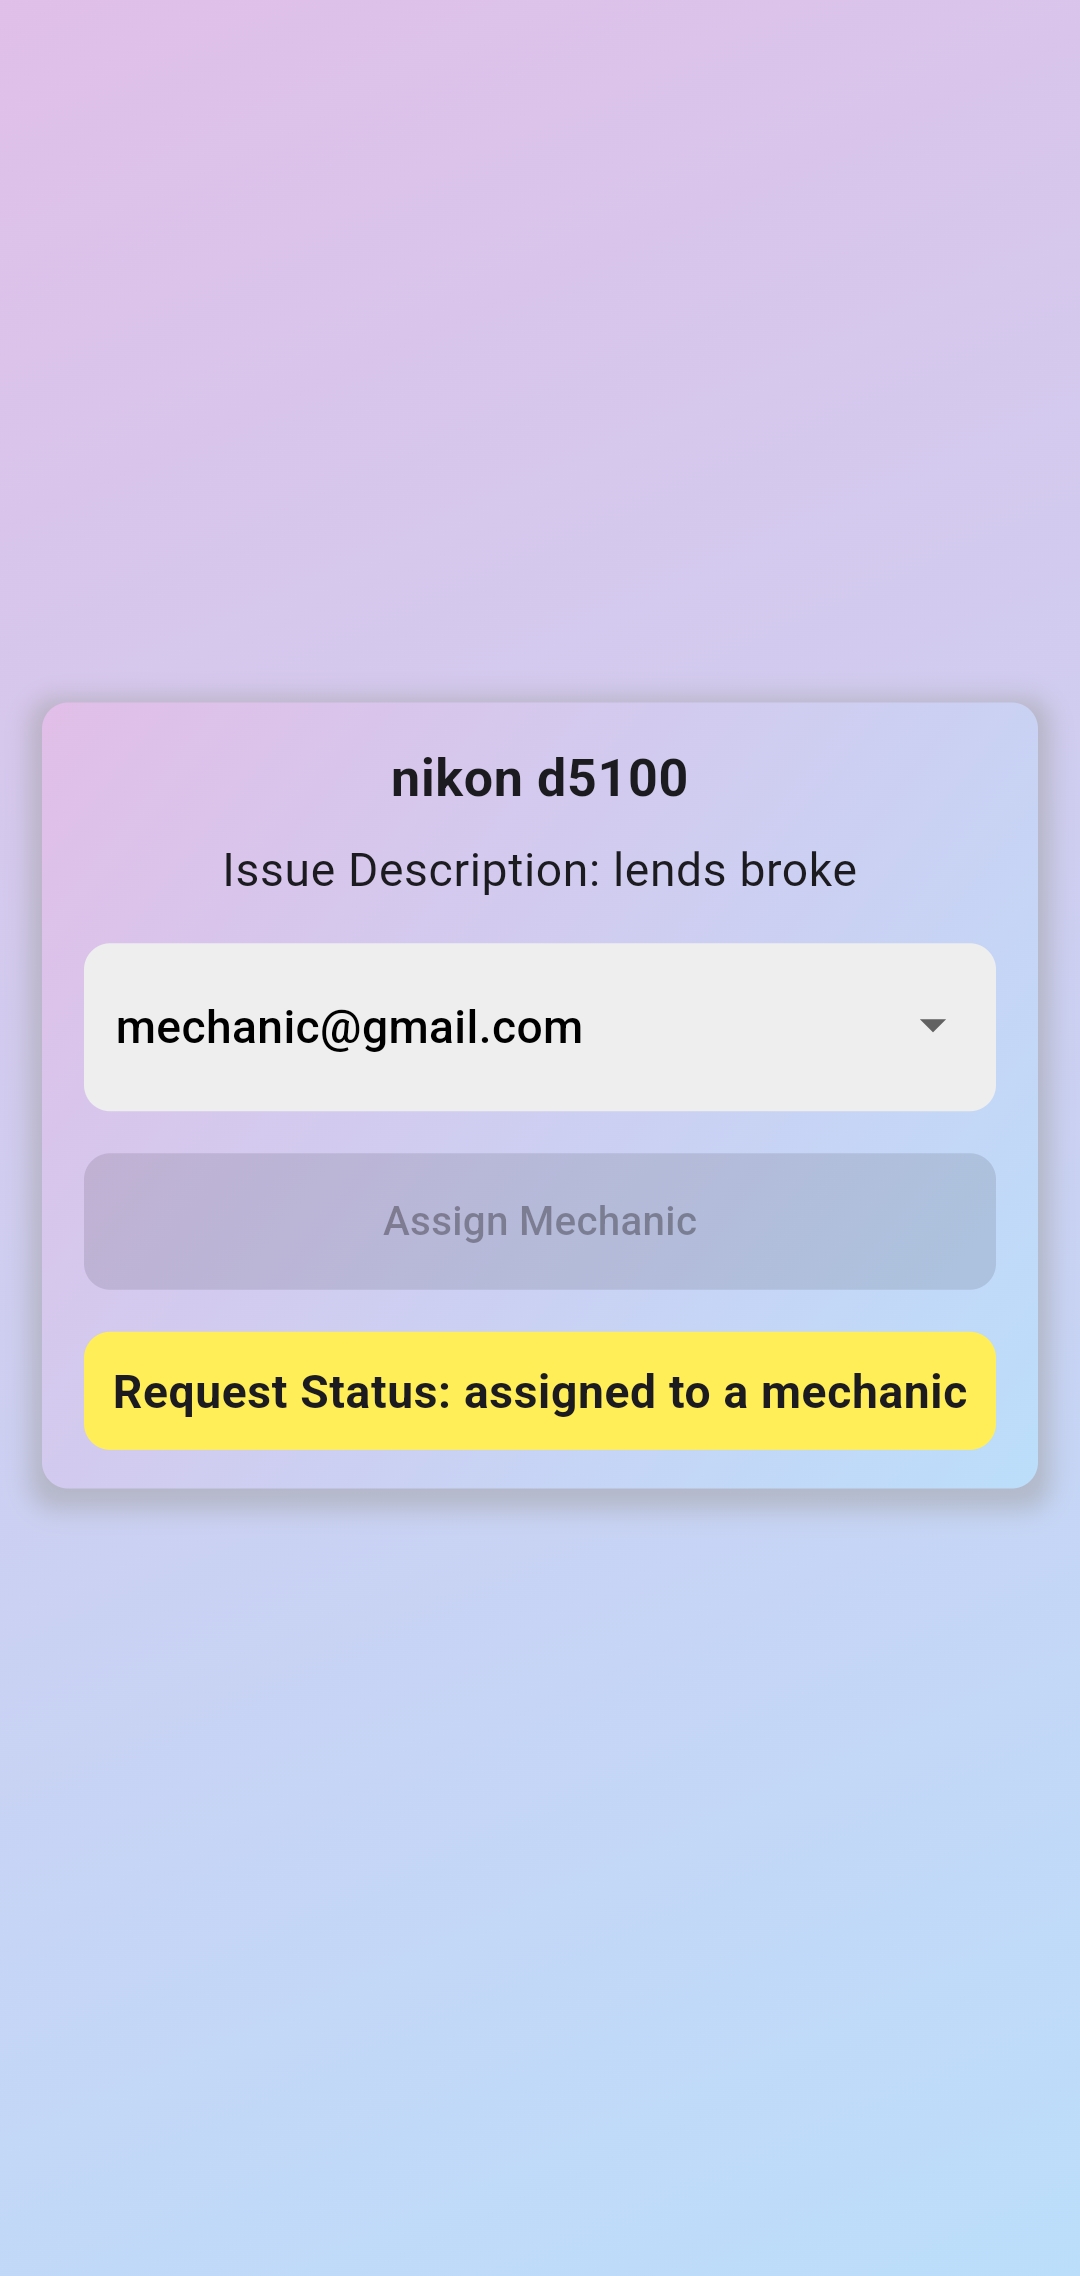 nikon d5100
Issue Description: lends broke
mechanic@gmail.com
Assign Mechanic
Request Status: assigned to a mechanic